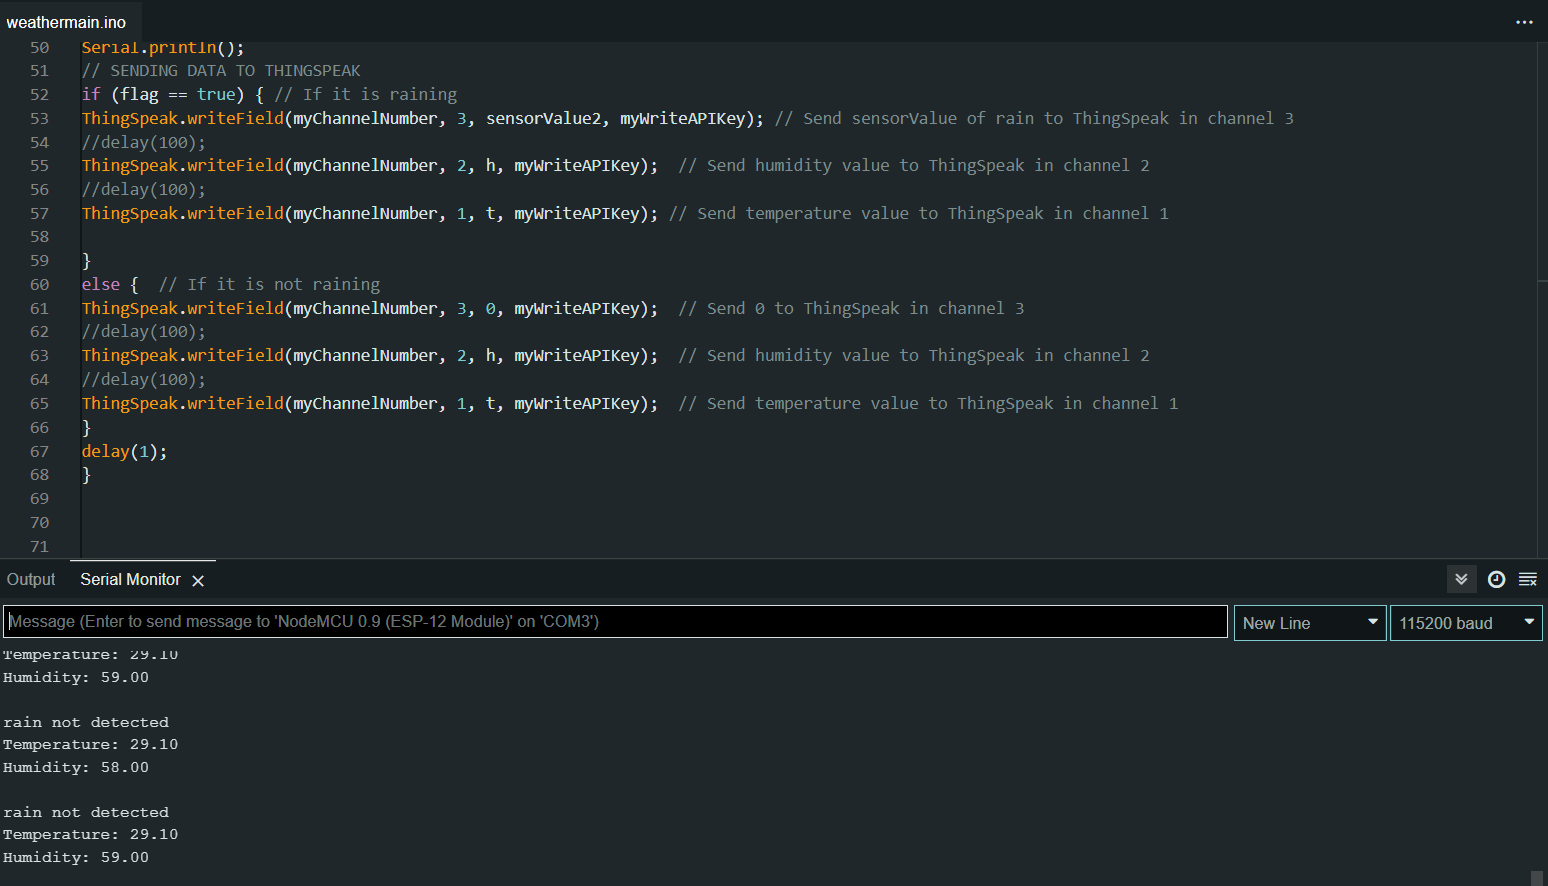 weathermain.ino
50 Serial.println();
51 // SENDING DATA TO THINGSPEAK
52 if (flag == true) { // If it is raining
53 ThingSpeak.writeField(myChannelNumber, 3, sensorValue2, myWriteAPIKey); // Send sensorValue of rain to ThingSpeak in channel 3
54 //delay(100);
55 ThingSpeak.writeField(myChannelNumber, 2, h, myWriteAPIKey);  // Send humidity value to ThingSpeak in channel 2
56 //delay(100);
57 ThingSpeak.writeField(myChannelNumber, 1, t, myWriteAPIKey); // Send temperature value to ThingSpeak in channel 1
58
59 }
60 else {  // If it is not raining
61 ThingSpeak.writeField(myChannelNumber, 3, 0, myWriteAPIKey);  // Send 0 to ThingSpeak in channel 3
62 //delay(100);
63 ThingSpeak.writeField(myChannelNumber, 2, h, myWriteAPIKey);  // Send humidity value to ThingSpeak in channel 2
64 //delay(100);
65 ThingSpeak.writeField(myChannelNumber, 1, t, myWriteAPIKey);  // Send temperature value to ThingSpeak in channel 1
66 }
67 delay(1);
68 }
69
70
71
Output Serial Monitor
Message (Enter to send message to 'NodeMCU 0.9 (ESP-12 Module)' on 'COM3') New Line 115200 baud
Temperature: 29.10
Humidity: 59.00
rain not detected
Temperature: 29.10
Humidity: 58.00
rain not detected
Temperature: 29.10
Humidity: 59.00